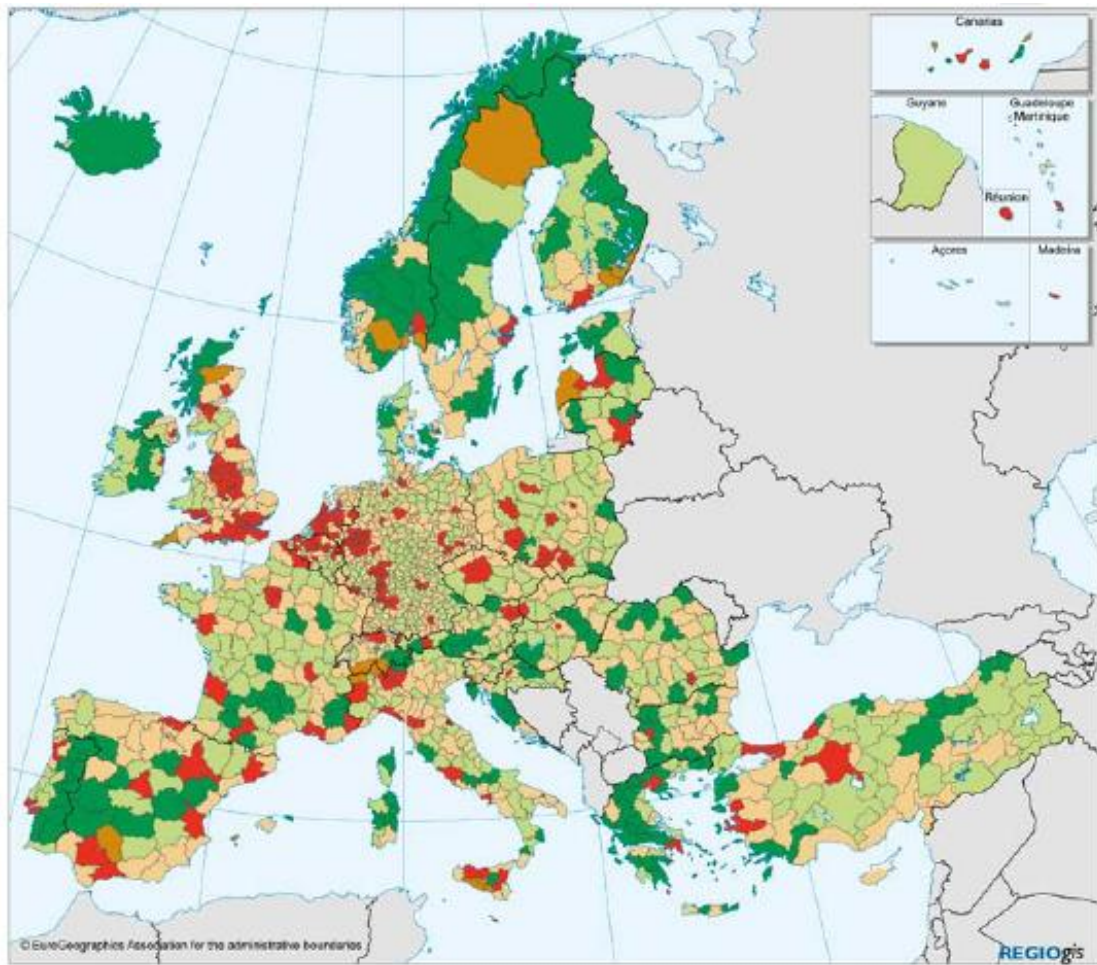 Canarias
Guyane
Guadeloupe
Martinique
Réunion
Açores
Madeira
© EuroGeographics Association for the administrative boundaries
REGIOgis